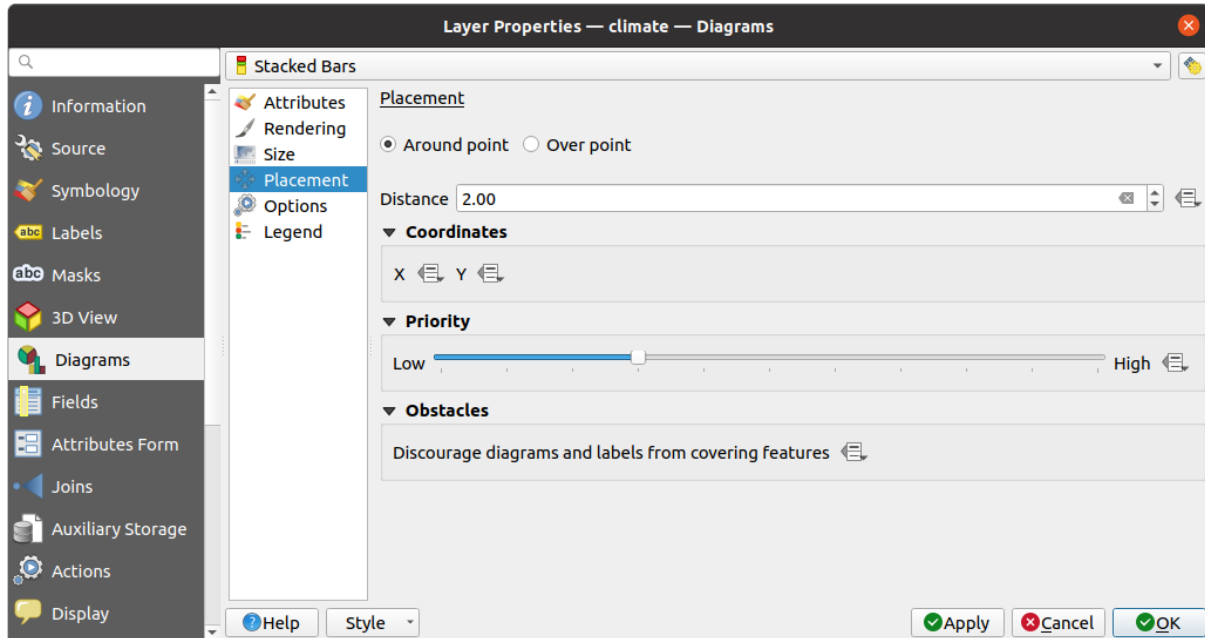 Layer Properties — climate — Diagrams
Stacked Bars
Information
Source
Symbology
abc Labels
abc Masks
3D View
Diagrams
Fields
Attributes Form
Joins
Auxiliary Storage
Actions
Display
Attributes
Rendering
Size
Placement
Options
Legend
Placement
Around point Over point
Distance 2.00
Coordinates
X Y
Priority
Low High
Obstacles
Discourage diagrams and labels from covering features
Help Style Apply Cancel OK